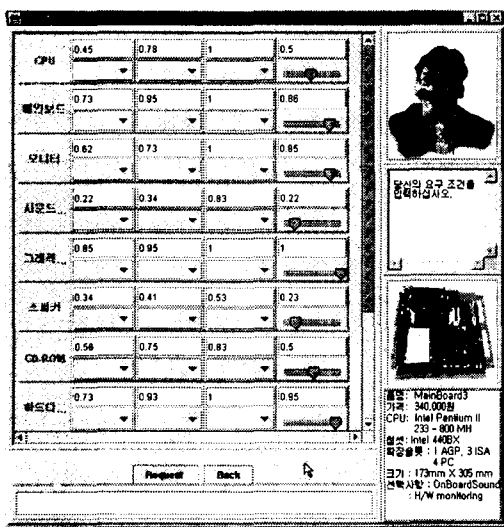 CPU 0.45 0.78 1 0.5
메인보드 0.73 0.95 1 0.86
모니터 0.62 0.73 1 0.85
사운드... 0.22 0.34 0.83 0.22
그래픽... 0.85 0.95 1 1
스피커 0.34 0.41 0.53 0.23
CD-ROM 0.56 0.75 0.83 0.5
하드디... 0.73 0.93 1 0.95
Request Back
당신의 요구 조건을
입력하십시오.
품명: MainBoard3
가격: 340,000원
CPU: Intel Pentium II
233 - 800 MH
칩셋: Intel 440BX
확장슬롯: 1 AGP, 3 ISA
4 PC
크기: 173mm X 305 mm
선택사항: OnBoardSound
: H/W monitoring